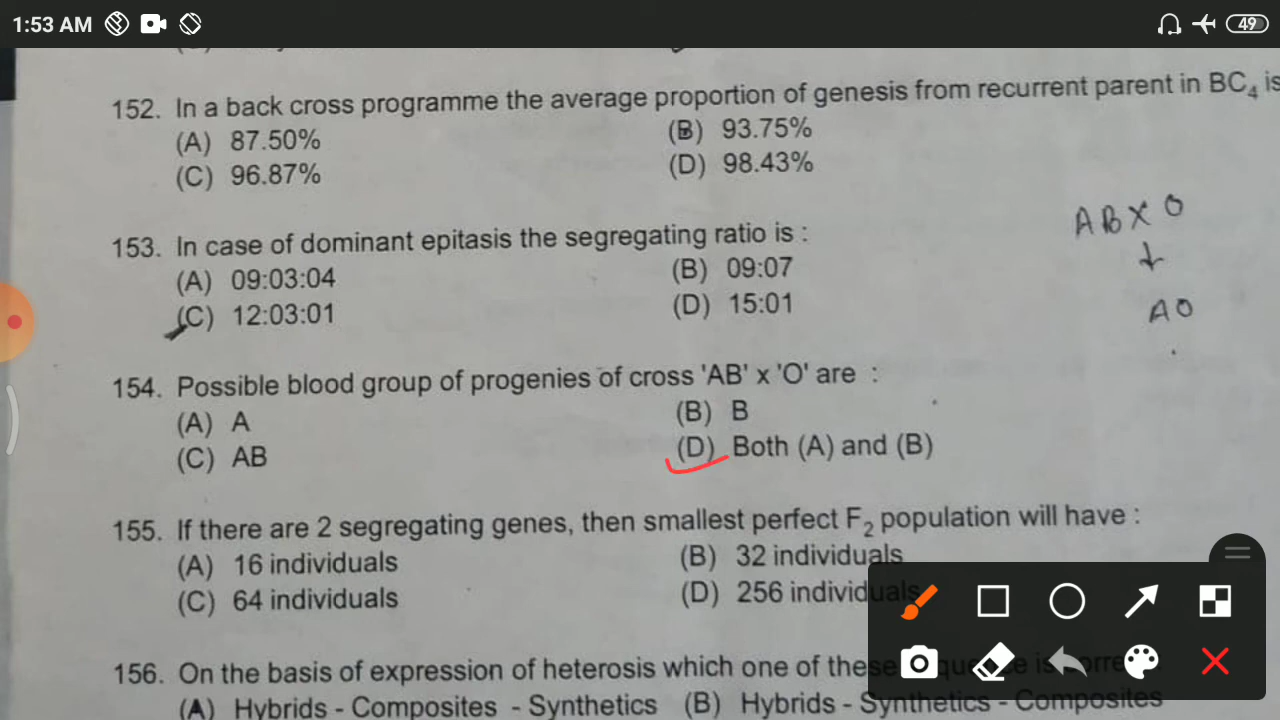 1:53 AM
49
152. In a back cross programme the average proportion of genesis from recurrent parent in BC4 is
(A) 87.50% (B) 93.75%
(C) 96.87% (D) 98.43%
AB X O
153. In case of dominant epitasis the segregating ratio is :
(A) 09:03:04 (B) 09:07
(C) 12:03:01 (D) 15:01
AO
154. Possible blood group of progenies of cross 'AB' x 'O' are :
(A) A (B) B
(C) AB (D) Both (A) and (B)
155. If there are 2 segregating genes, then smallest perfect F2 population will have :
(A) 16 individuals (B) 32 individuals
(C) 64 individuals (D) 256 individuals
156. On the basis of expression of heterosis which one of these
(A) Hybrids - Composites - Synthetics (B) Hybrids - Synthetics - Composites